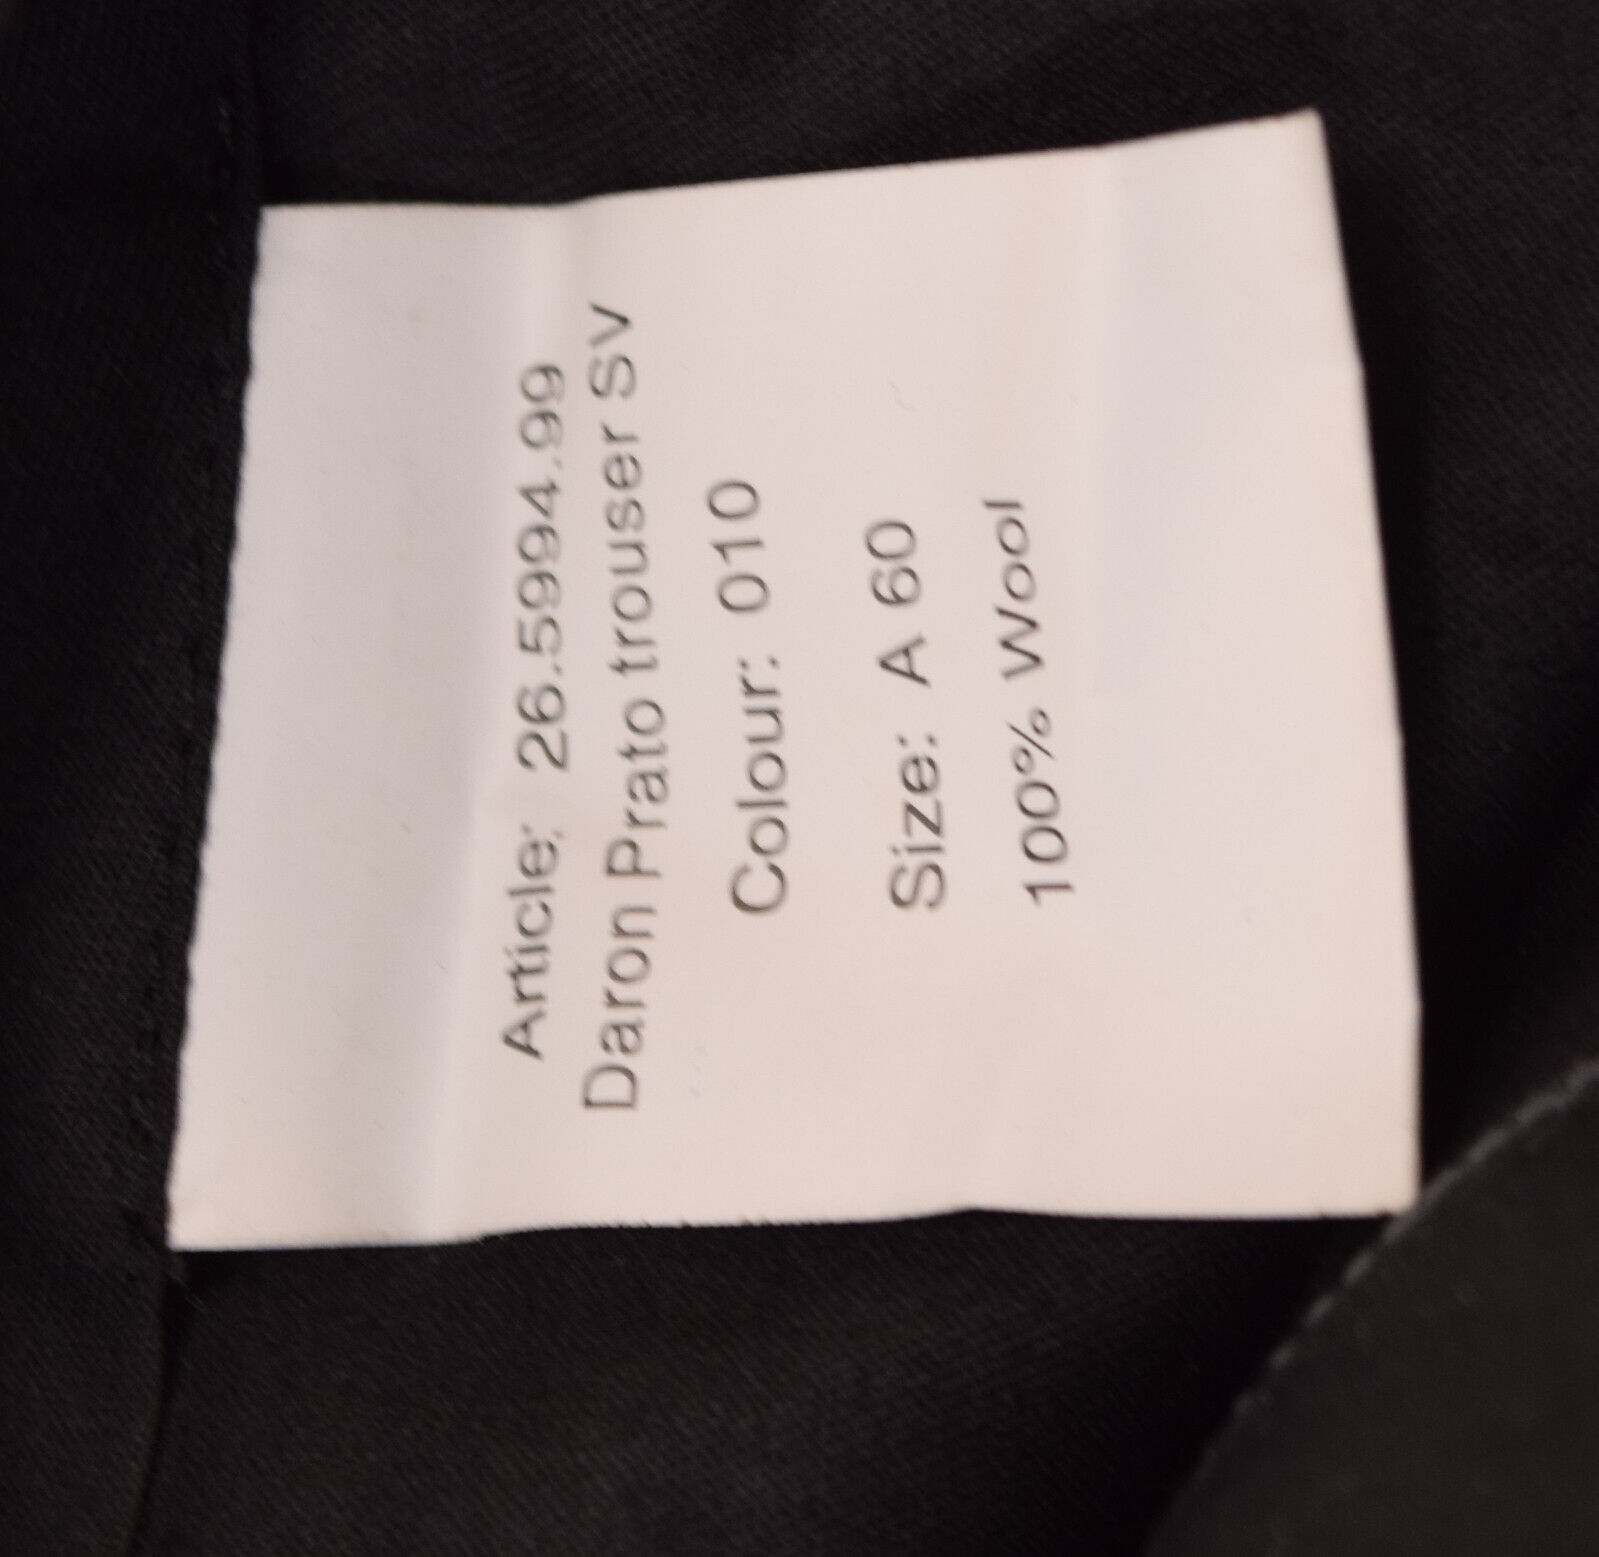 Article: 26.5994.99
Daron Prato trouser SV
Colour: 010
Size: A 60
100% Wool